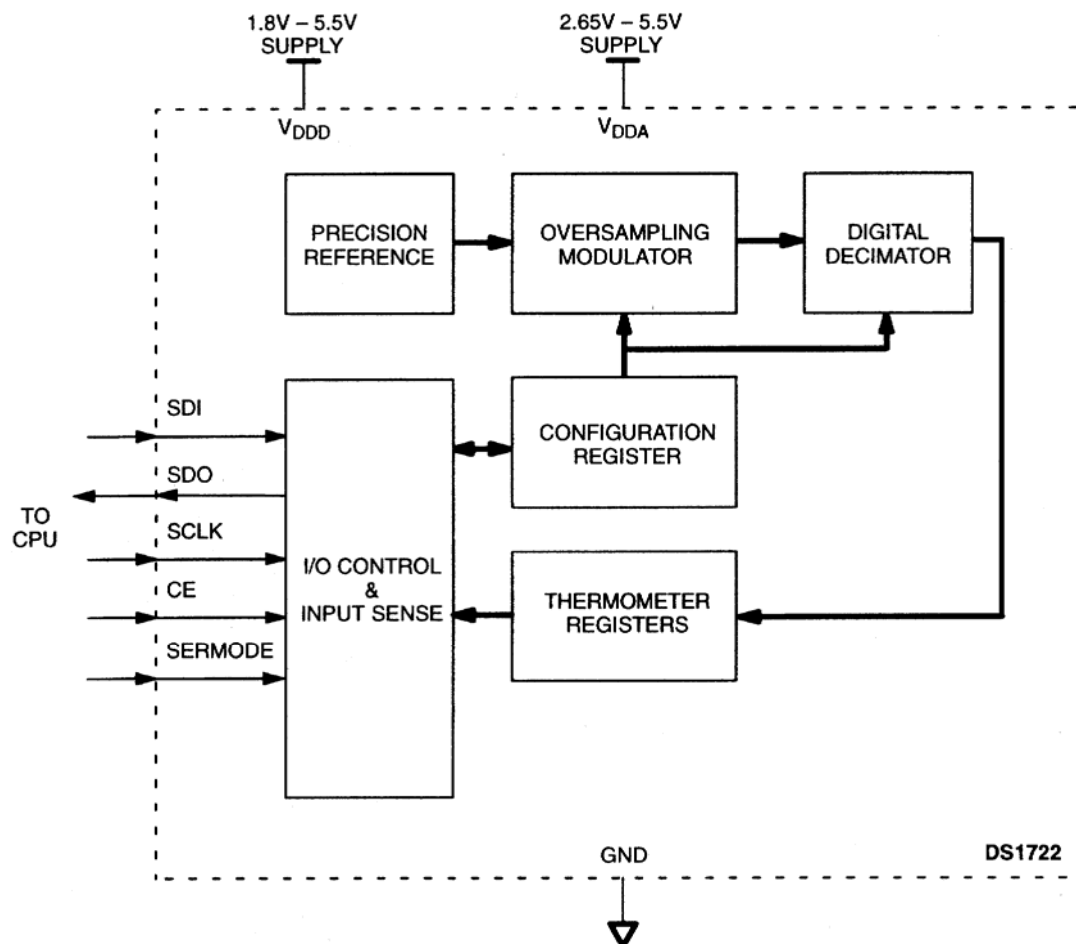 1.8V – 5.5V
SUPPLY
2.65V – 5.5V
SUPPLY
VDDD
VDDA
PRECISION
REFERENCE
OVERSAMPLING
MODULATOR
DIGITAL
DECIMATOR
SDI
SDO
TO
CPU
SCLK
CE
SERMODE
I/O CONTROL
&
INPUT SENSE
CONFIGURATION
REGISTER
THERMOMETER
REGISTERS
GND
DS1722